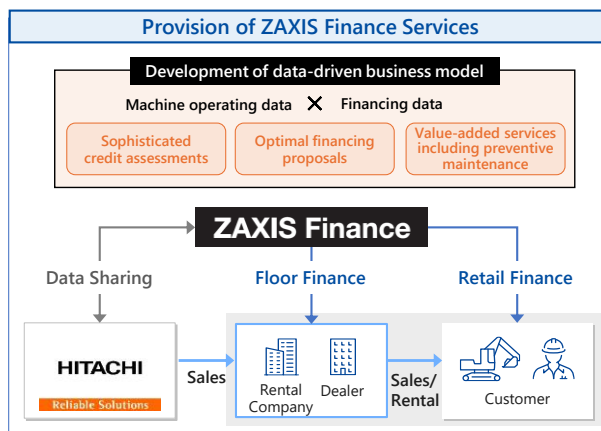 Provision of ZAXIS Finance Services
Development of data-driven business model
Machine operating data × Financing data
Sophisticated
credit assessments
Optimal financing
proposals
Value-added services
including preventive
maintenance
ZAXIS Finance
Data Sharing
Floor Finance
Retail Finance
HITACHI
Reliable Solutions
Sales
Rental
Company
Dealer
Sales/
Rental
Customer